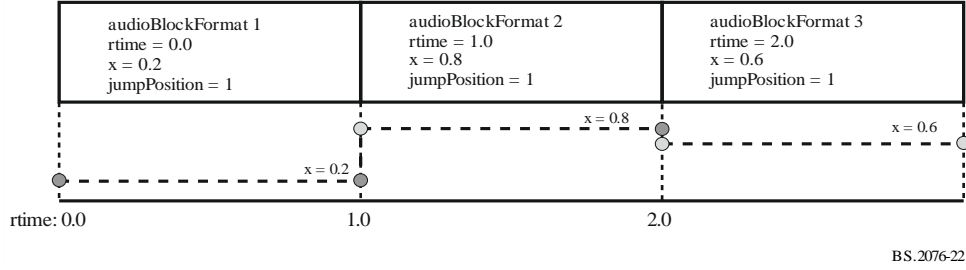 audioBlockFormat 1
rtime = 0.0
x = 0.2
jumpPosition = 1
audioBlockFormat 2
rtime = 1.0
x = 0.8
jumpPosition = 1
audioBlockFormat 3
rtime = 2.0
x = 0.6
jumpPosition = 1
x = 0.8
x = 0.6
x = 0.2
rtime: 0.0 1.0 2.0
BS.2076-22